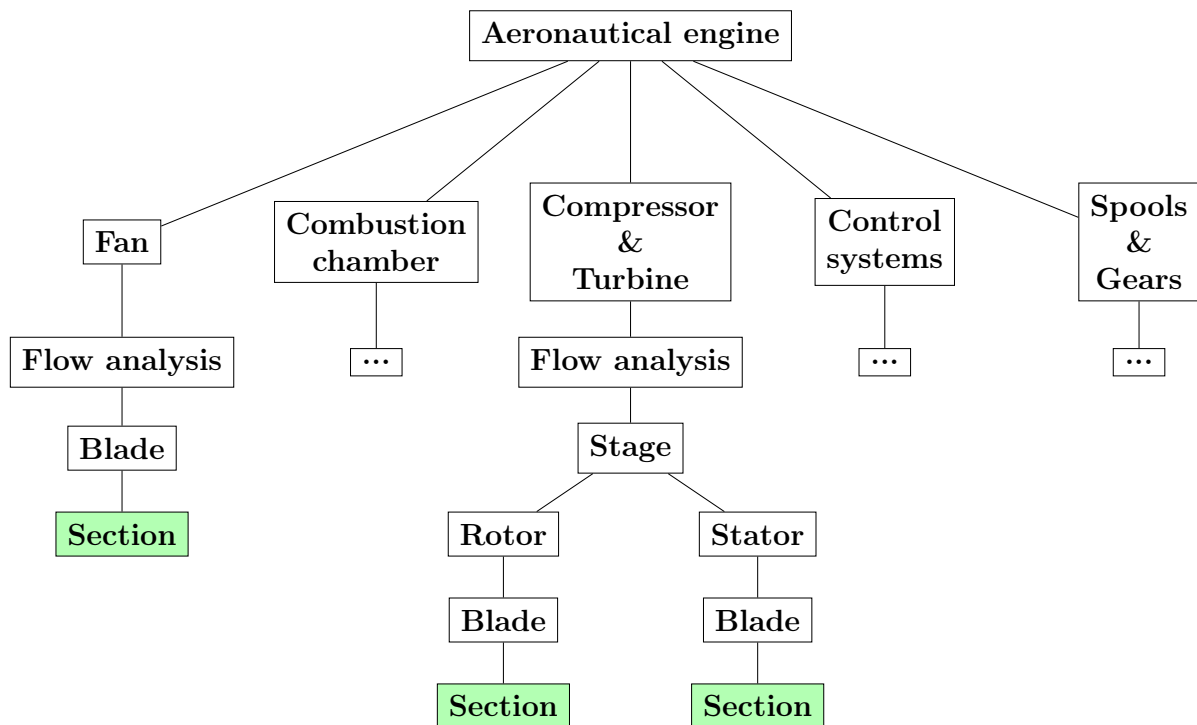 Aeronautical engine
Fan
Combustion
chamber
Compressor
&
Turbine
Control
systems
Spools
&
Gears
Flow analysis
...
Flow analysis
...
...
Blade
Stage
Section
Rotor
Stator
Blade
Blade
Section
Section